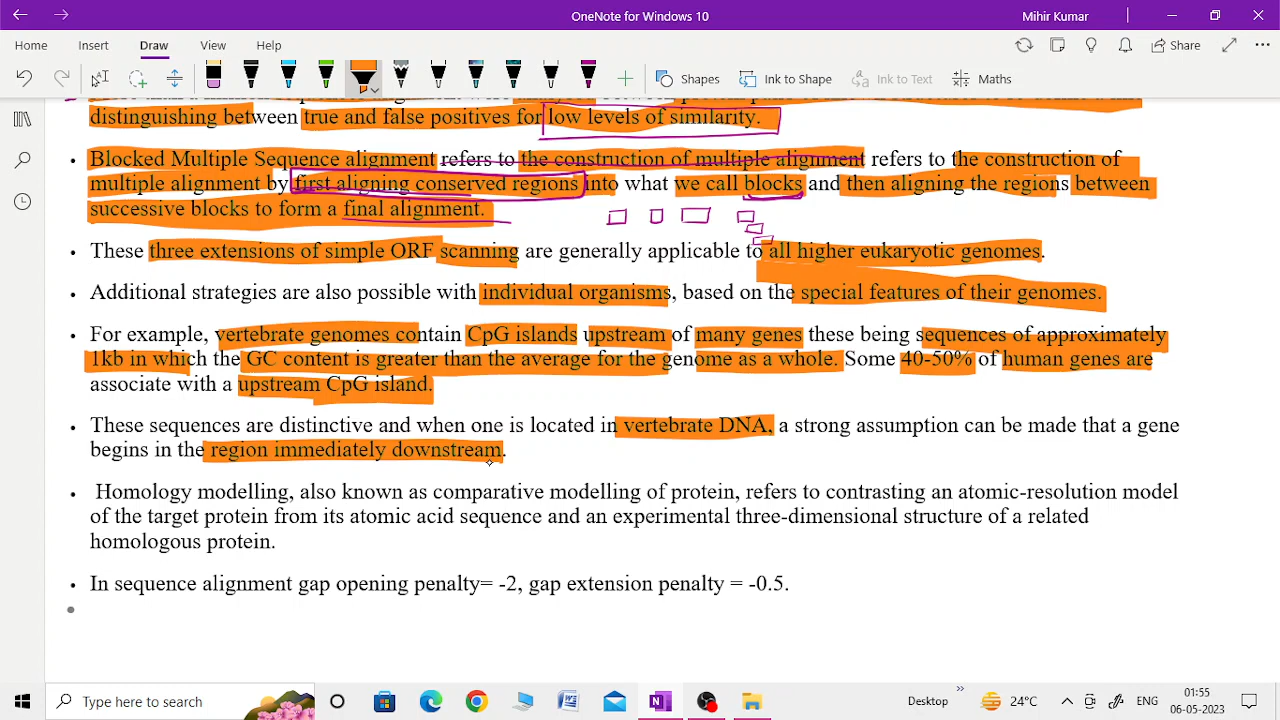 OneNote for Windows 10
Mihir Kumar
Home Insert Draw View Help
Share
Shapes Ink to Shape Ink to Text Maths
distinguishing between true and false positives for low levels of similarity.
• Blocked Multiple Sequence alignment refers to the construction of multiple alignment refers to the construction of
multiple alignment by first aligning conserved regions into what we call blocks and then aligning the regions between
successive blocks to form a final alignment.
• These three extensions of simple ORF scanning are generally applicable to all higher eukaryotic genomes.
• Additional strategies are also possible with individual organisms, based on the special features of their genomes.
• For example, vertebrate genomes contain CpG islands upstream of many genes these being sequences of approximately
1kb in which the GC content is greater than the average for the genome as a whole. Some 40-50% of human genes are
associate with a upstream CpG island.
• These sequences are distinctive and when one is located in vertebrate DNA, a strong assumption can be made that a gene
begins in the region immediately downstream.
• Homology modelling, also known as comparative modelling of protein, refers to contrasting an atomic-resolution model
of the target protein from its atomic acid sequence and an experimental three-dimensional structure of a related
homologous protein.
• In sequence alignment gap opening penalty= -2, gap extension penalty = -0.5.
Type here to search
Desktop
24°C
ENG
01:55
06-05-2023